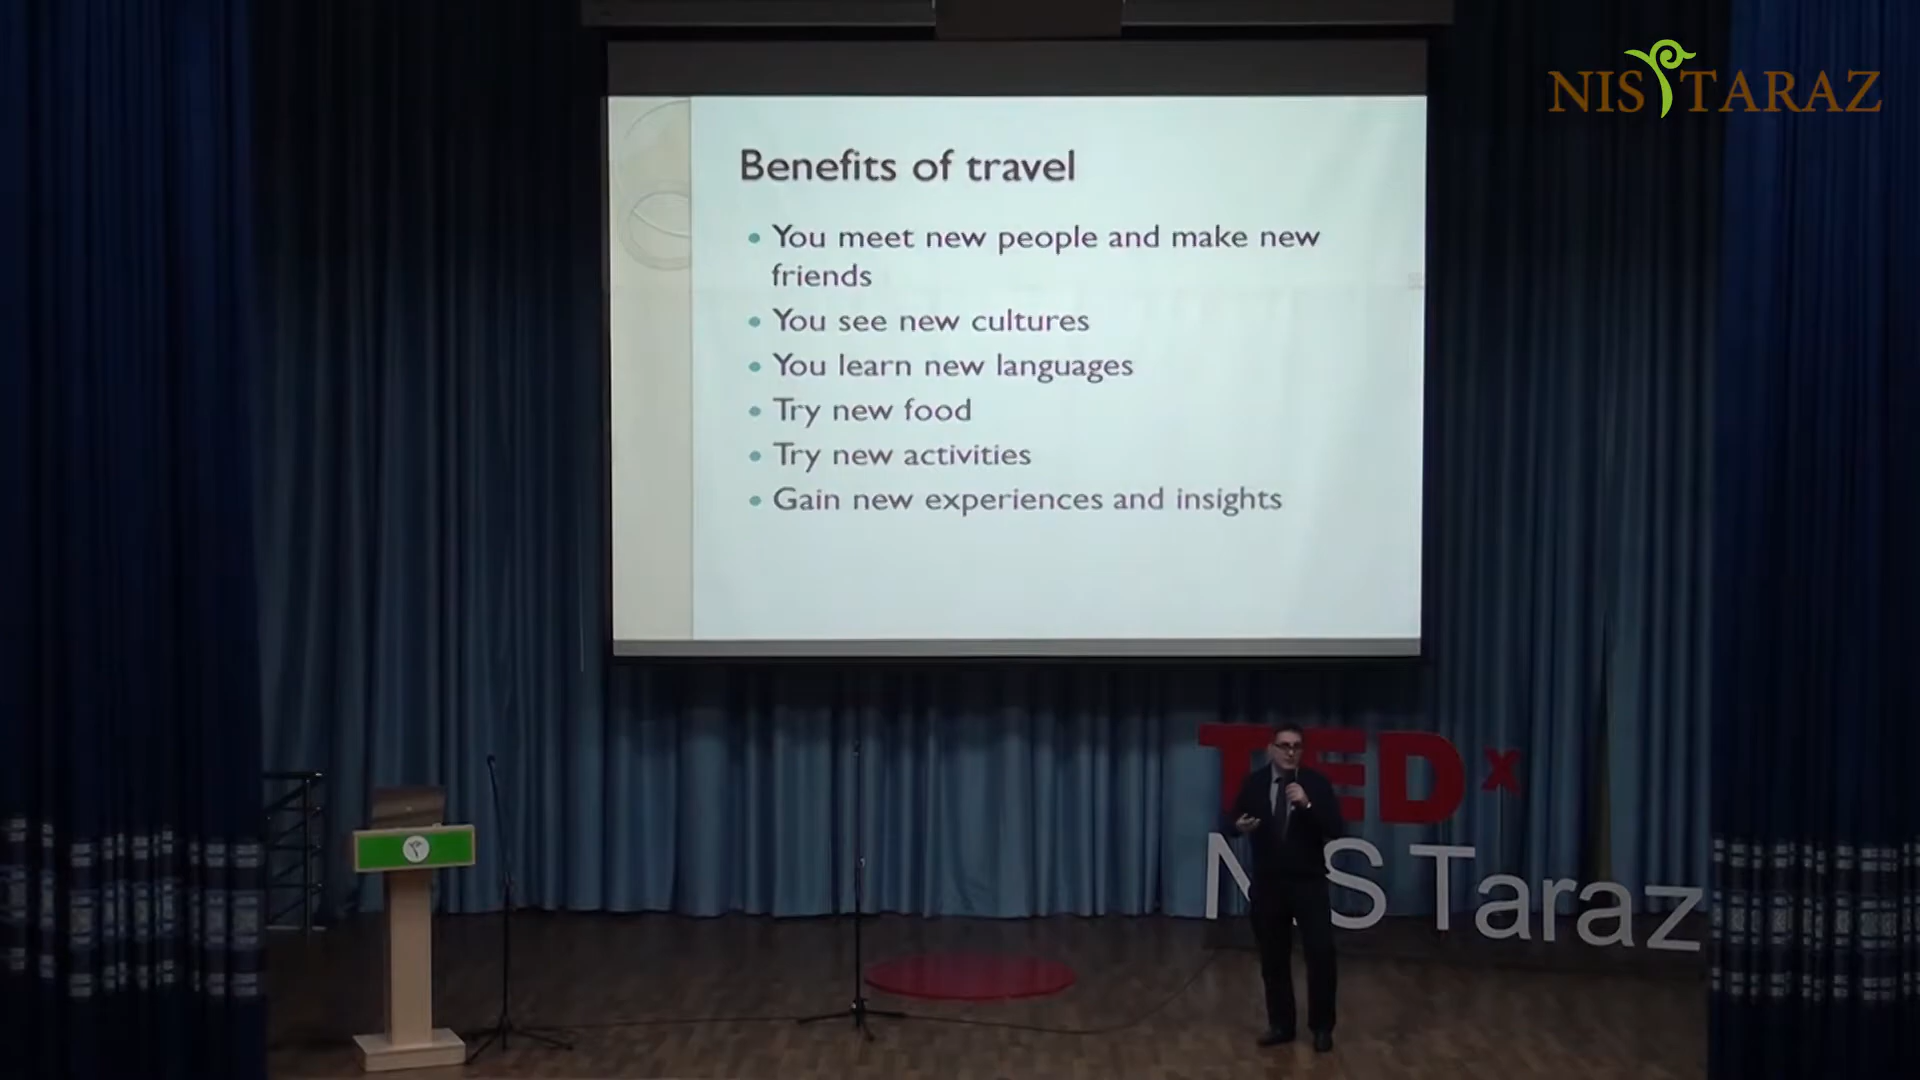 NIS TARAZ
Benefits of travel
• You meet new people and make new
friends
• You see new cultures
• You learn new languages
• Try new food
• Try new activities
• Gain new experiences and insights
TEDx
NIS Taraz